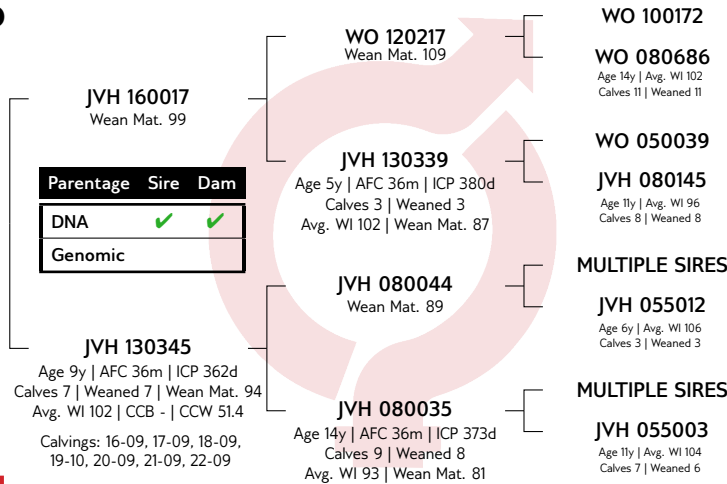 JVH 160017
Wean Mat. 99
Parentage Sire Dam
DNA ✔ ✔
Genomic
JVH 130345
Age 9y | AFC 36m | ICP 362d
Calves 7 | Weaned 7 | Wean Mat. 94
Avg. WI 102 | CCB - | CCW 51.4
Calvings: 16-09, 17-09, 18-09,
19-10, 20-09, 21-09, 22-09
WO 120217
Wean Mat. 109
JVH 130339
Age 5y | AFC 36m | ICP 380d
Calves 3 | Weaned 3
Avg. WI 102 | Wean Mat. 87
JVH 080044
Wean Mat. 89
JVH 080035
Age 14y | AFC 36m | ICP 373d
Calves 9 | Weaned 8
Avg. WI 93 | Wean Mat. 81
WO 100172
WO 080686
Age 14y | Avg. WI 102
Calves 11 | Weaned 11
WO 050039
JVH 080145
Age 11y | Avg. WI 96
Calves 8 | Weaned 8
MULTIPLE SIRES
JVH 055012
Age 6y | Avg. WI 106
Calves 3 | Weaned 3
MULTIPLE SIRES
JVH 055003
Age 11y | Avg. WI 104
Calves 7 | Weaned 6